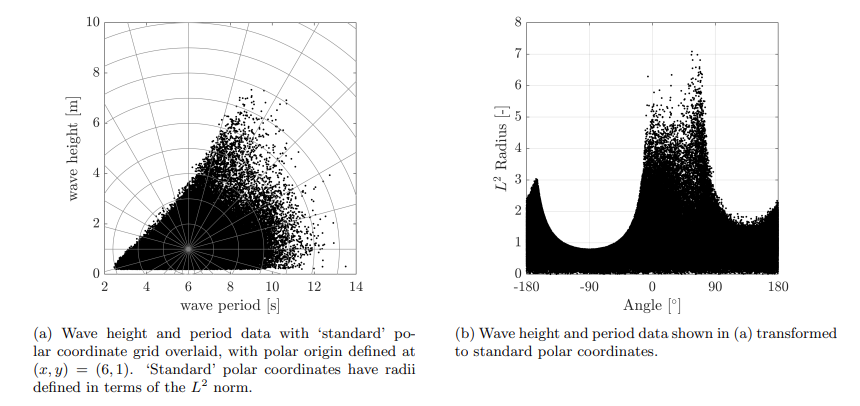 10
8
6
4
2
0
wave height [m]
2 4 6 8 10 12 14
wave period [s]
8
7
6
5
4
3
2
1
0
L² Radius [-]
-180 -90 0 90 180
Angle [°]
(a) Wave height and period data with ‘standard’ po-
lar coordinate grid overlaid, with polar origin defined at
(x, y) = (6, 1). ‘Standard’ polar coordinates have radii
defined in terms of the L² norm.
(b) Wave height and period data shown in (a) transformed
to standard polar coordinates.